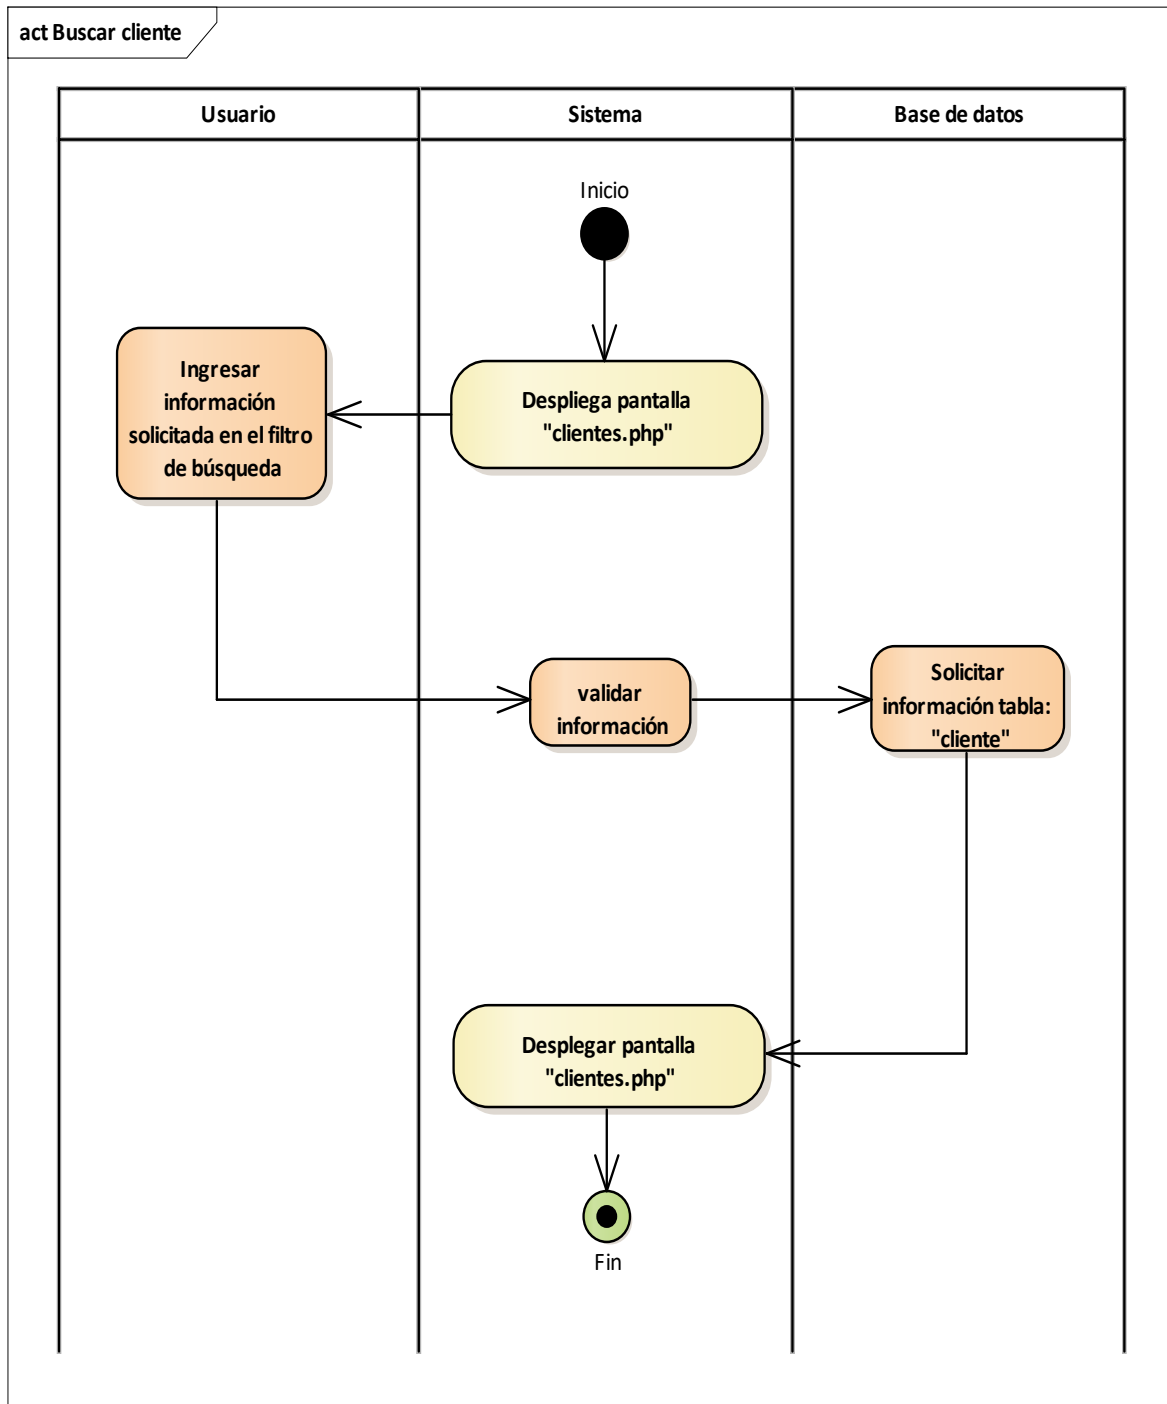 act Buscar cliente
Usuario
Sistema
Base de datos
Inicio
Ingresar
información
solicitada en el filtro
de búsqueda
Despliega pantalla
"clientes.php"
validar
información
Solicitar
información tabla:
"cliente"
Desplegar pantalla
"clientes.php"
Fin